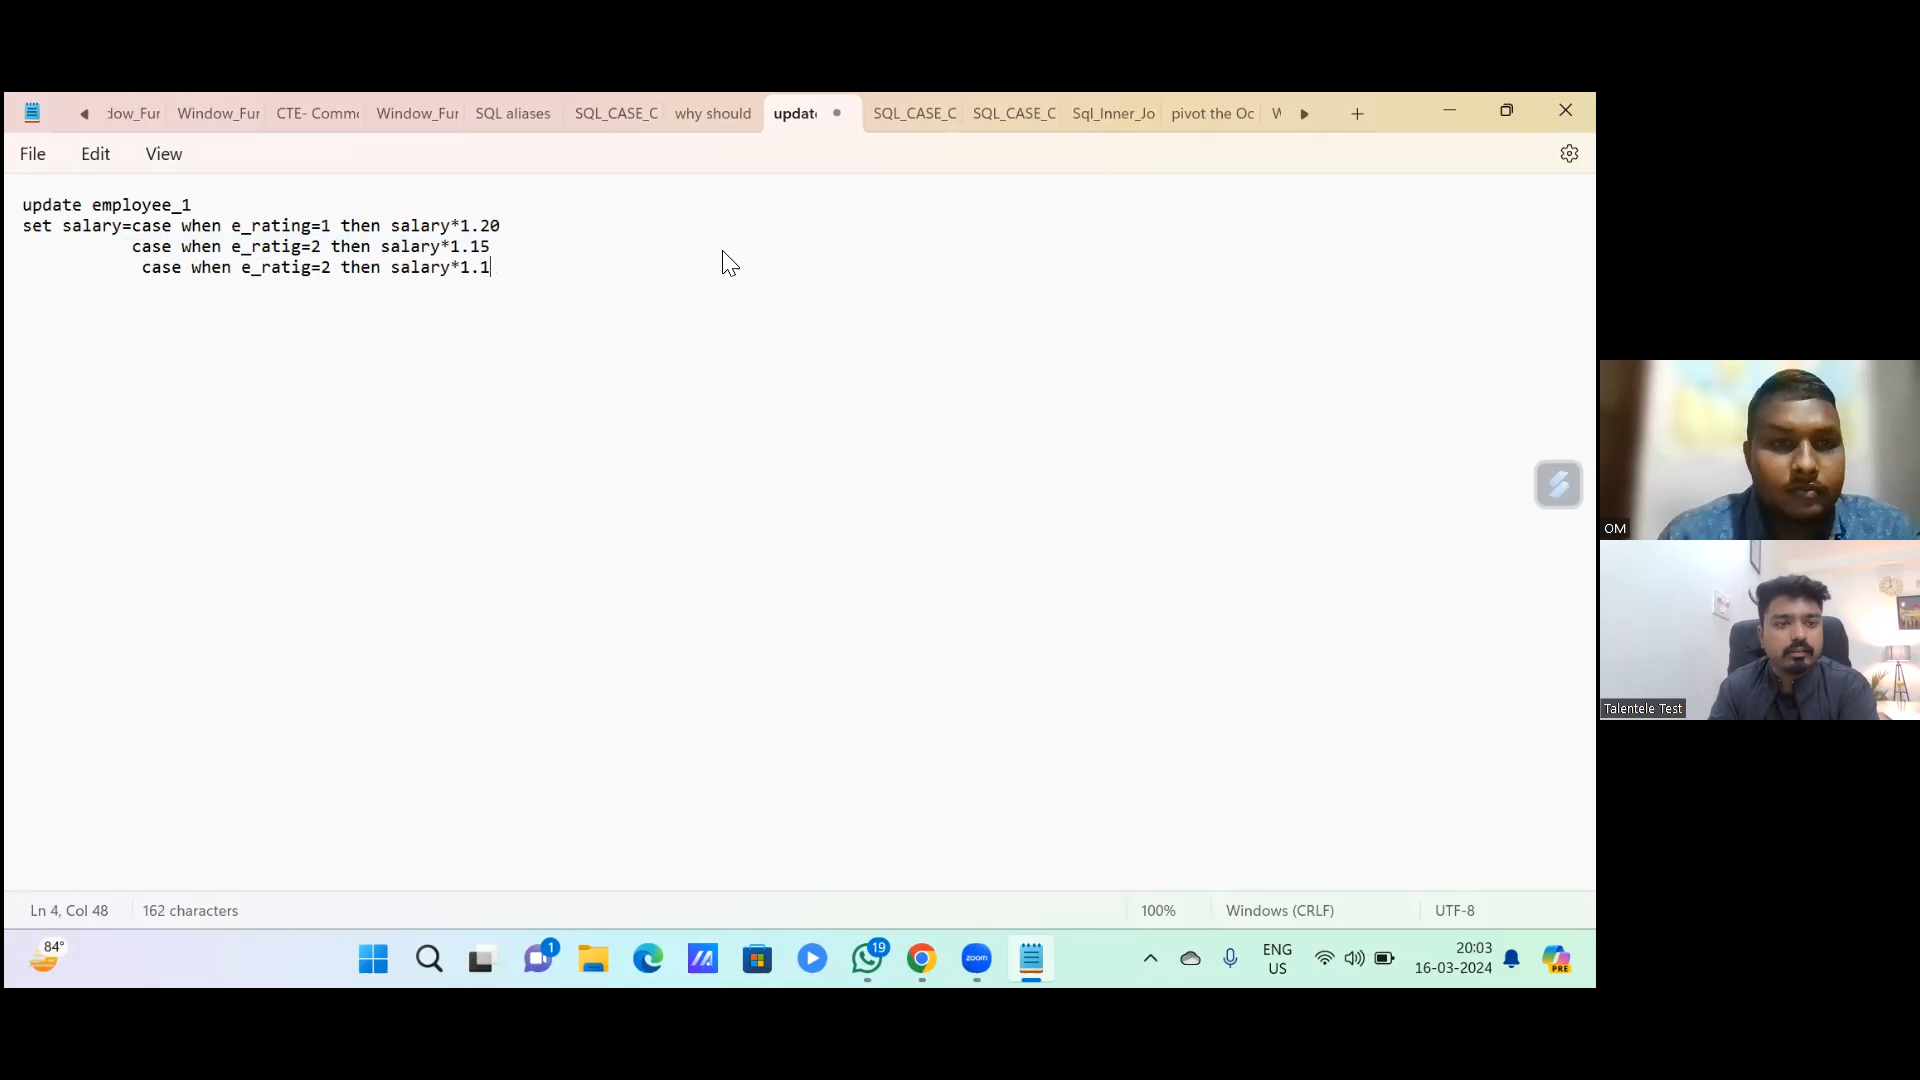 dow_Fur Window_Fur CTE- Comm Window_Fur SQL aliases SQL_CASE_C why should updat SQL_CASE_C SQL_CASE_C Sql_Inner_Jo pivot the Oc
File Edit View
update employee_1
set salary=case when e_rating=1 then salary*1.20
case when e_ratig=2 then salary*1.15
case when e_ratig=2 then salary*1.1
OM
Talentele Test
Ln 4, Col 48 162 characters 100% Windows (CRLF) UTF-8
84°
1
19
zoom
ENG
US
20:03
16-03-2024
PRE